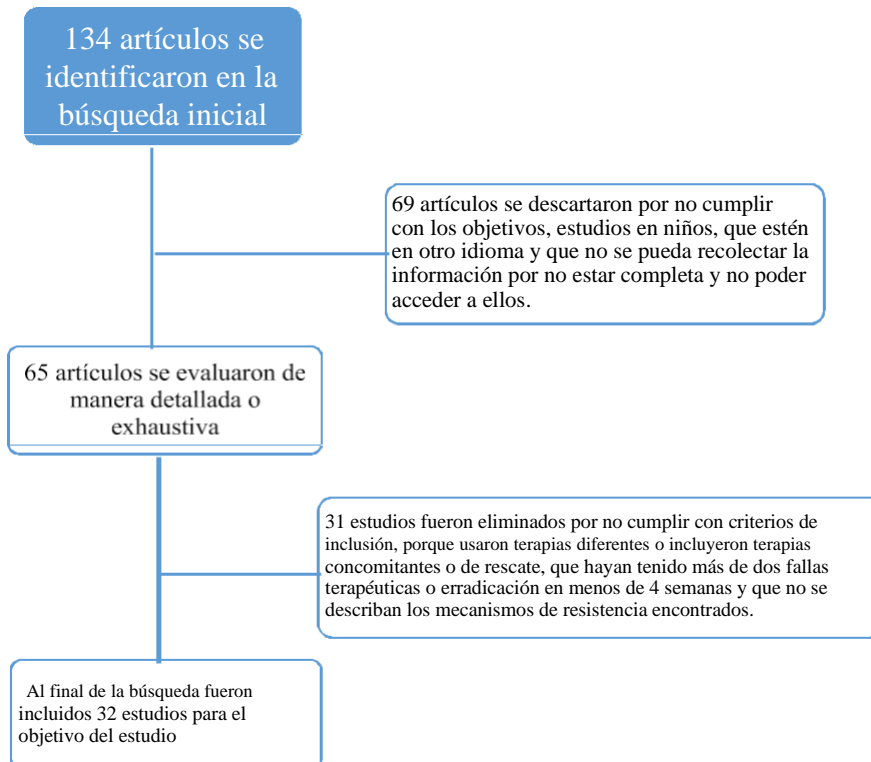 134 artículos se
identificaron en la
búsqueda inicial
69 artículos se descartaron por no cumplir
con los objetivos, estudios en niños, que estén
en otro idioma y que no se pueda recolectar la
información por no estar completa y no poder
acceder a ellos.
65 artículos se evaluaron de
manera detallada o
exhaustiva
31 estudios fueron eliminados por no cumplir con criterios de
inclusión, porque usaron terapias diferentes o incluyeron terapias
concomitantes o de rescate, que hayan tenido más de dos fallas
terapéuticas o erradicación en menos de 4 semanas y que no se
describan los mecanismos de resistencia encontrados.
Al final de la búsqueda fueron
incluidos 32 estudios para el
objetivo del estudio